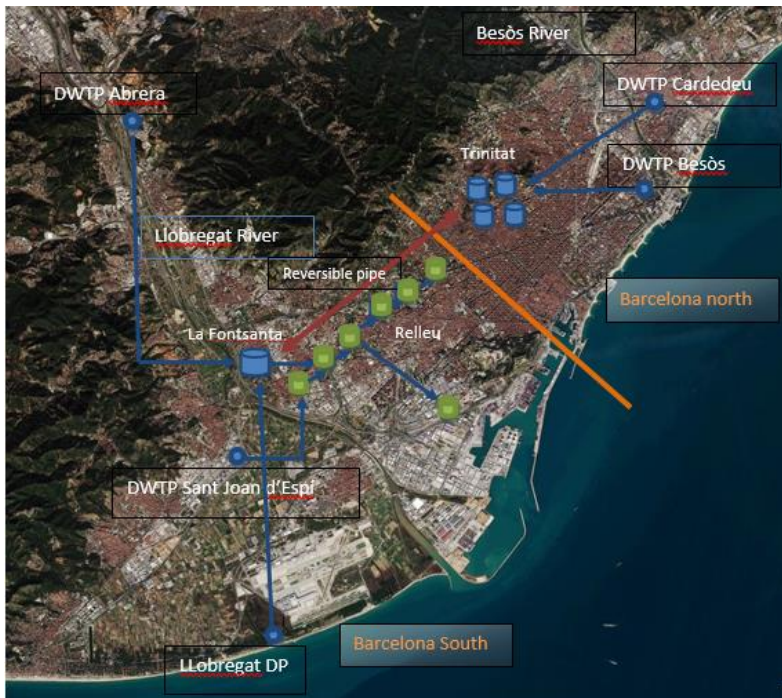 Besòs River
DWTP Abrera
DWTP Cardedeu
Trinitat
DWTP Besòs
Llobregat River
Reversible pipe
Barcelona north
La Fontsanta
Relleu
DWTP Sant Joan d'Espi
Barcelona South
LLobregat DP